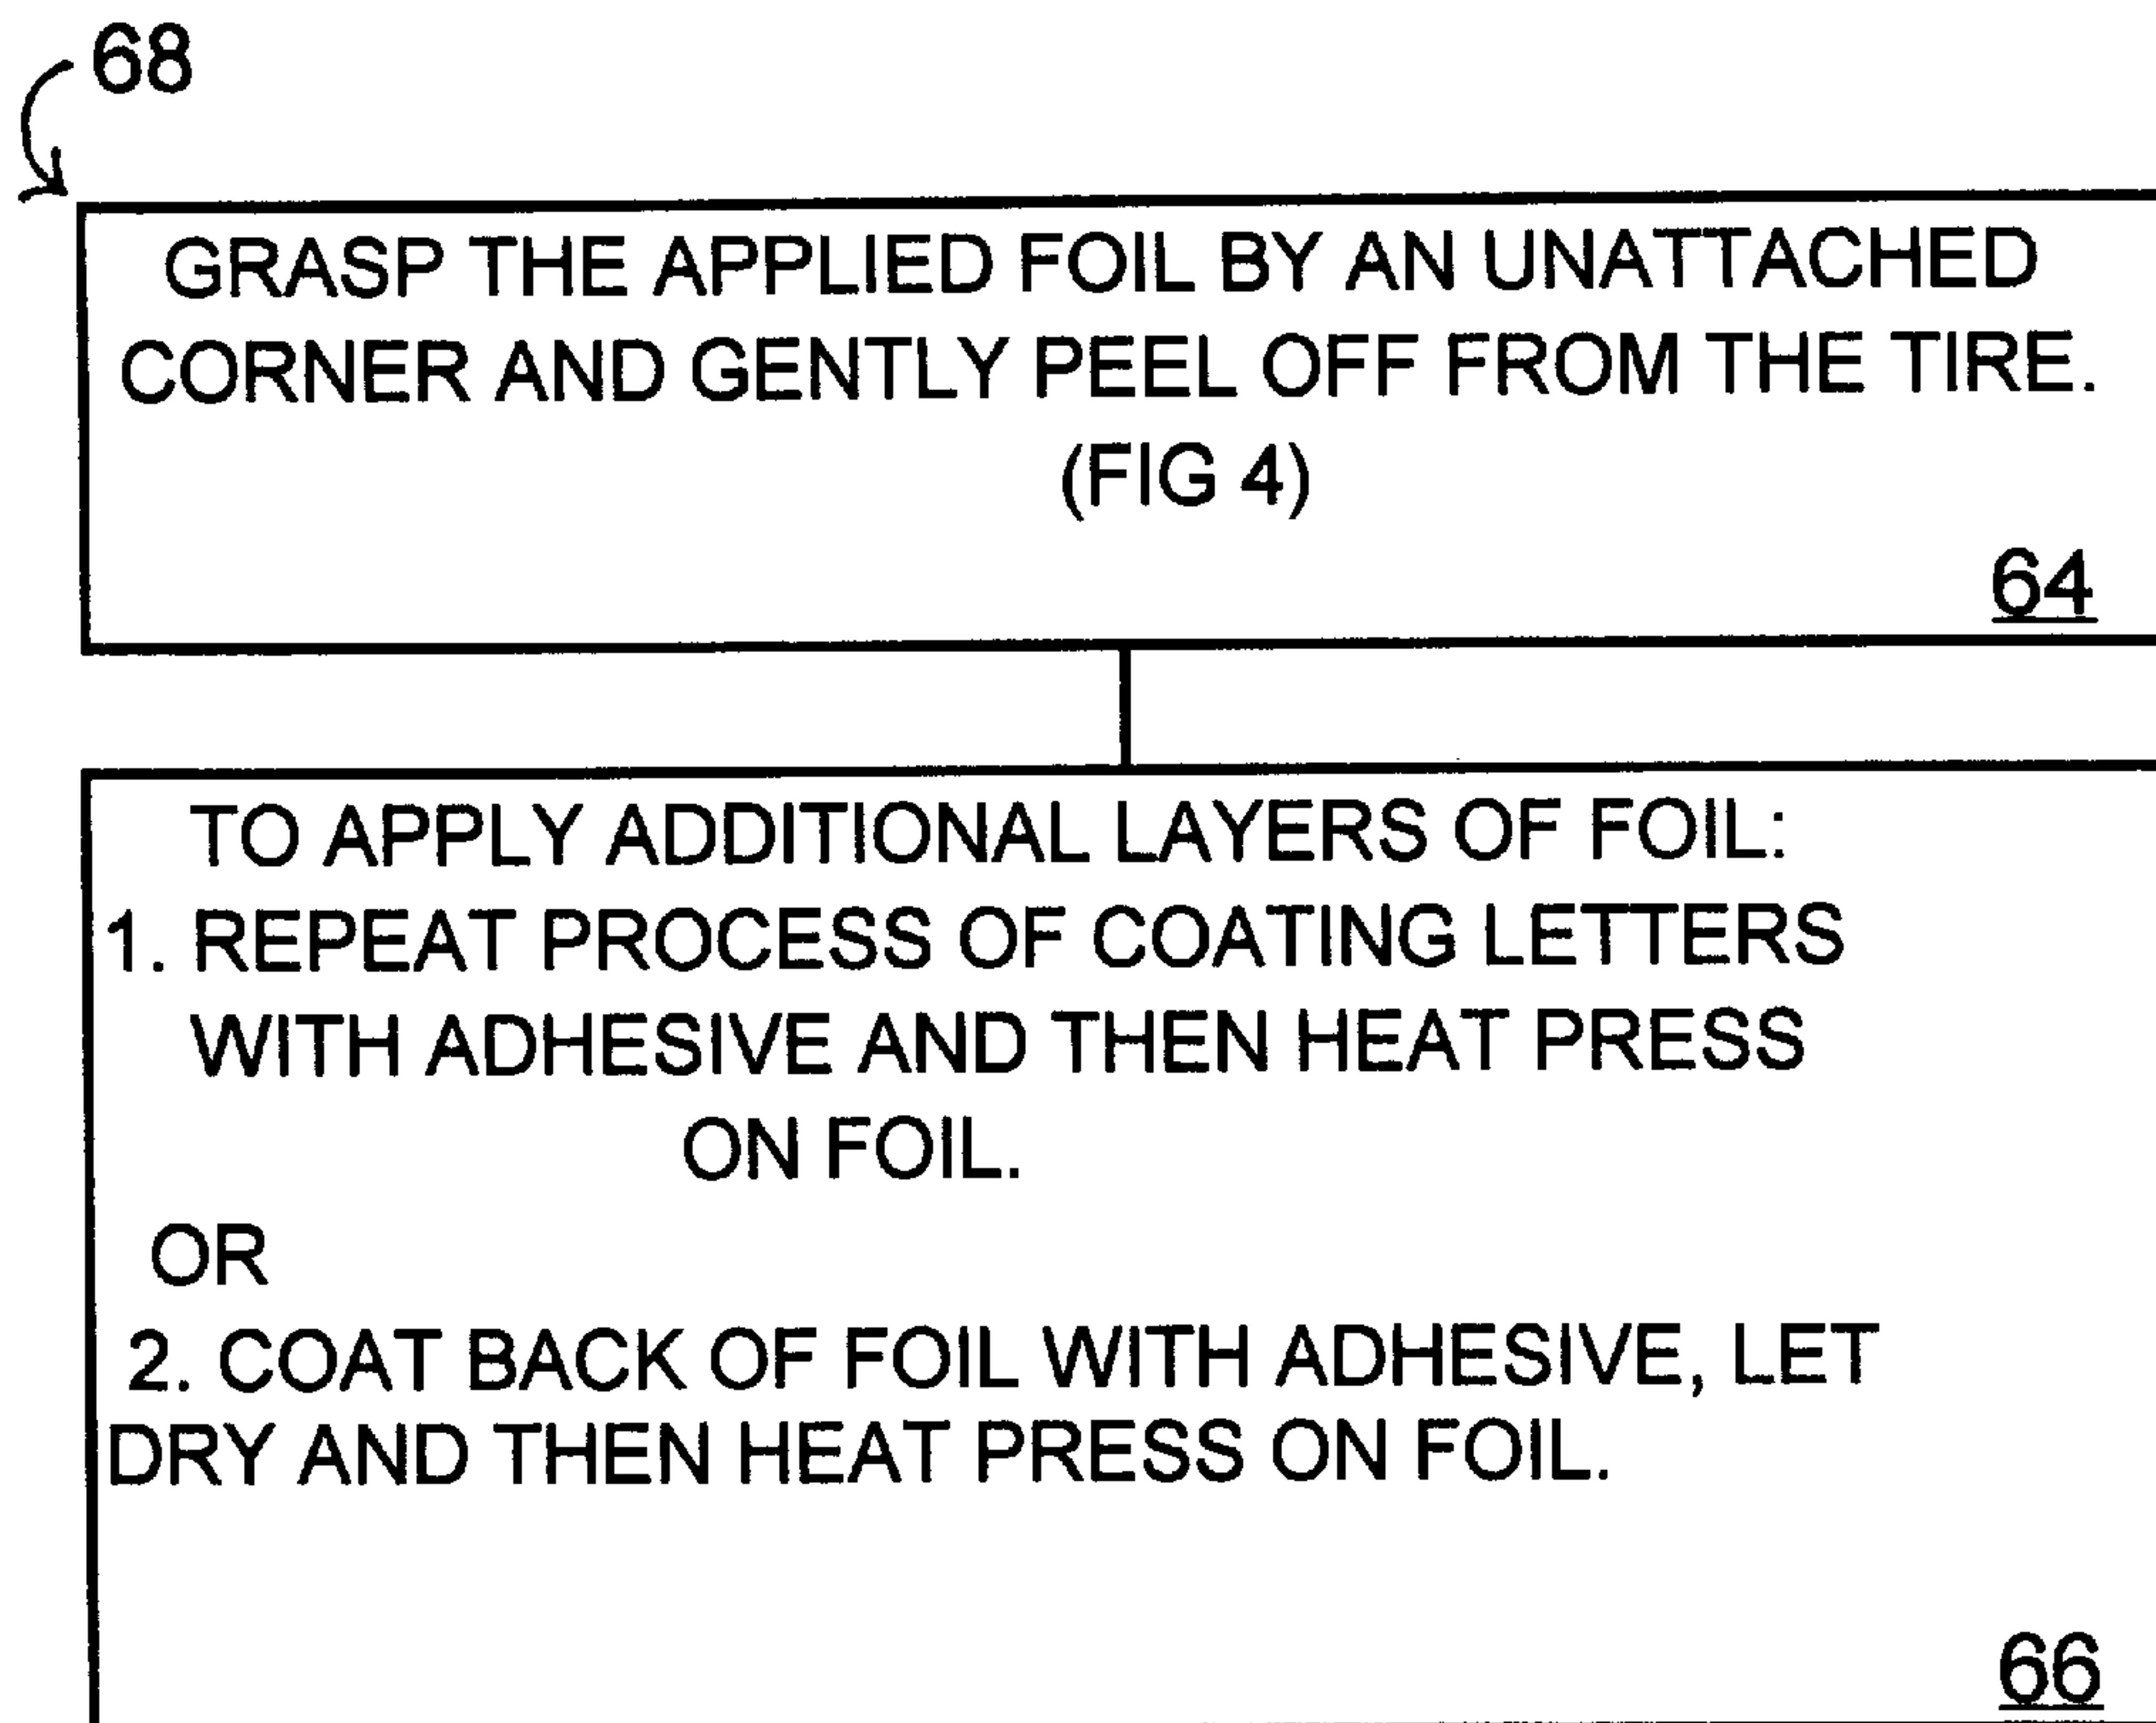 68
GRASP THE APPLIED FOIL BY AN UNATTACHED
CORNER AND GENTLY PEEL OFF FROM THE TIRE.
(FIG 4)
64
TO APPLY ADDITIONAL LAYERS OF FOIL:
1. REPEAT PROCESS OF COATING LETTERS
WITH ADHESIVE AND THEN HEAT PRESS
ON FOIL.
OR
2. COAT BACK OF FOIL WITH ADHESIVE, LET
DRY AND THEN HEAT PRESS ON FOIL.
66